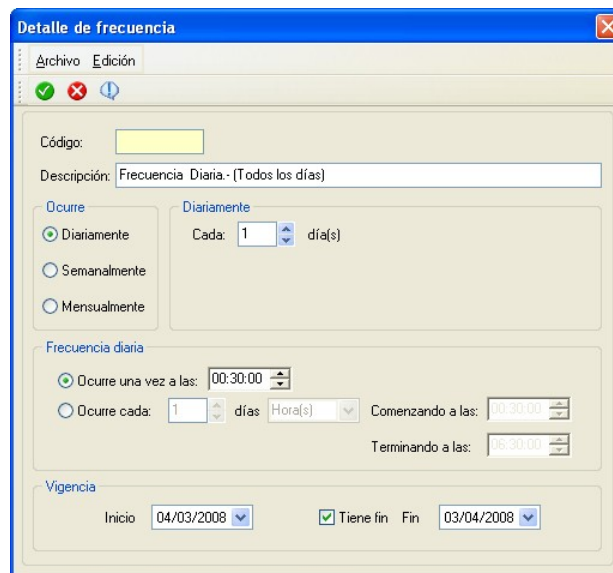 Detalle de frecuencia
Archivo Edición
Código:
Descripción: Frecuencia Diaria.- (Todos los días)
Ocurre Diariamente
Diariamente Cada: 1 día(s)
Semanalmente
Mensualmente
Frecuencia diaria
Ocurre una vez a las: 00:30:00
Ocurre cada: 1 días Hora(s) Comenzando a las: 00:30:00
Terminando a las: 06:30:00
Vigencia
Inicio 04/03/2008 Tiene fin Fin 03/04/2008